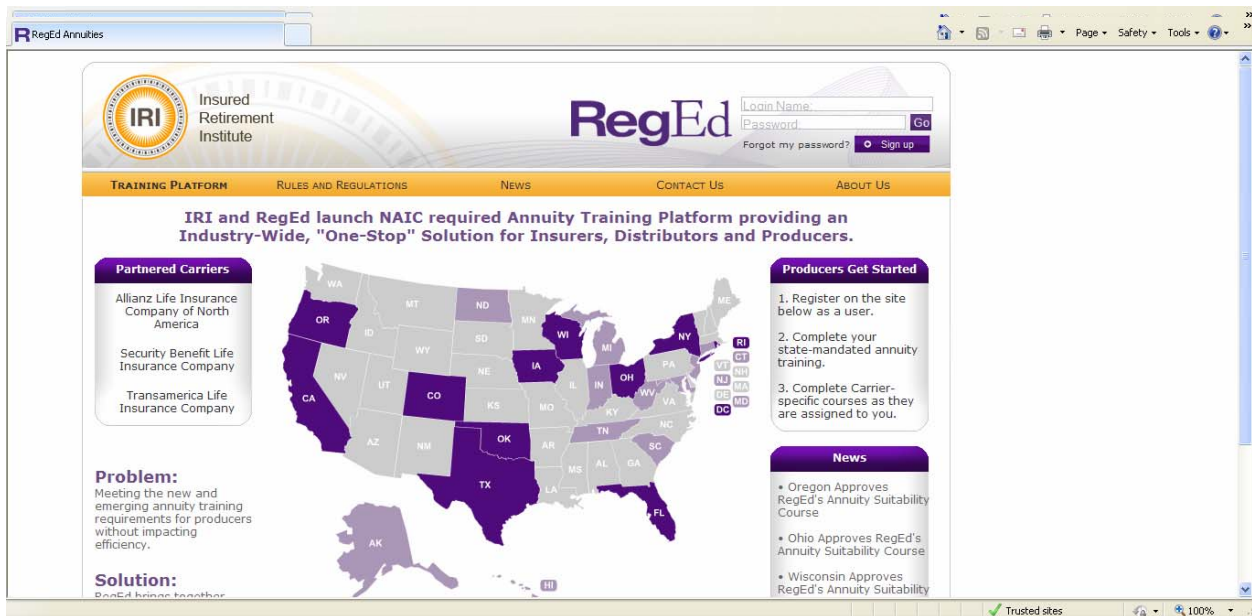 RegEd Annuities
Page
Safety
Tools
IRI
Insured
Retirement
Institute
RegEd
Login Name:
Password:
Go
Forgot my password?
Sign up
TRAINING PLATFORM
RULES AND REGULATIONS
NEWS
CONTACT US
ABOUT US
IRI and RegEd launch NAIC required Annuity Training Platform providing an
Industry-Wide, "One-Stop" Solution for Insurers, Distributors and Producers.
Partnered Carriers
Allianz Life Insurance
Company of North
America
Security Benefit Life
Insurance Company
Transamerica Life
Insurance Company
Problem:
Meeting the new and
emerging annuity training
requirements for producers
without impacting
efficiency.
Solution:
RegEd brings together
WA
MT
ND
MN
ME
OR
ID
SD
WI
MI
NY
WY
NE
IA
PA
NV
UT
CO
IL
IN
OH
WV
VA
CA
KS
MO
KY
AZ
NM
OK
AR
TN
NC
SC
MS
AL
GA
TX
LA
FL
AK
HI
RI
CT
VT
NH
NJ
MA
DE
MD
DC
Producers Get Started
1. Register on the site
below as a user.
2. Complete your
state-mandated annuity
training.
3. Complete Carrier-
specific courses as they
are assigned to you.
News
• Oregon Approves
RegEd's Annuity Suitability
Course
• Ohio Approves RegEd's
Annuity Suitability Course
• Wisconsin Approves
RegEd's Annuity Suitability
Trusted sites
100%